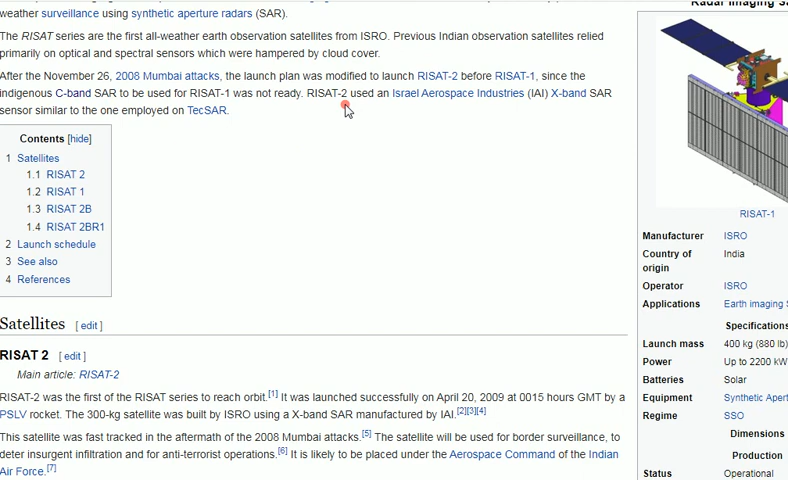 weather surveillance using synthetic aperture radars (SAR).
The RISAT series are the first all-weather earth observation satellites from ISRO. Previous Indian observation satellites relied
primarily on optical and spectral sensors which were hampered by cloud cover.
After the November 26, 2008 Mumbai attacks, the launch plan was modified to launch RISAT-2 before RISAT-1, since the
indigenous C-band SAR to be used for RISAT-1 was not ready. RISAT-2 used an Israel Aerospace Industries (IAI) X-band SAR
sensor similar to the one employed on TecSAR.
Contents [hide]
1 Satellites
1.1 RISAT 2
1.2 RISAT 1
1.3 RISAT 2B
1.4 RISAT 2BR1
2 Launch schedule
3 See also
4 References
Satellites [ edit ]
RISAT 2 [ edit ]
Main article: RISAT-2
RISAT-2 was the first of the RISAT series to reach orbit.[1] It was launched successfully on April 20, 2009 at 0015 hours GMT by a
PSLV rocket. The 300-kg satellite was built by ISRO using a X-band SAR manufactured by IAI.[2][3][4]
This satellite was fast tracked in the aftermath of the 2008 Mumbai attacks.[5] The satellite will be used for border surveillance, to
deter insurgent infiltration and for anti-terrorist operations.[6] It is likely to be placed under the Aerospace Command of the Indian
Air Force.[7]
Radar Imaging S
RISAT-1
Manufacturer ISRO
Country of India
origin
Operator ISRO
Applications Earth imaging S
Specifications
Launch mass 400 kg (880 lb)
Power Up to 2200 kW
Batteries Solar
Equipment Synthetic Apert
Regime SSO
Dimensions
Production
Status Operational